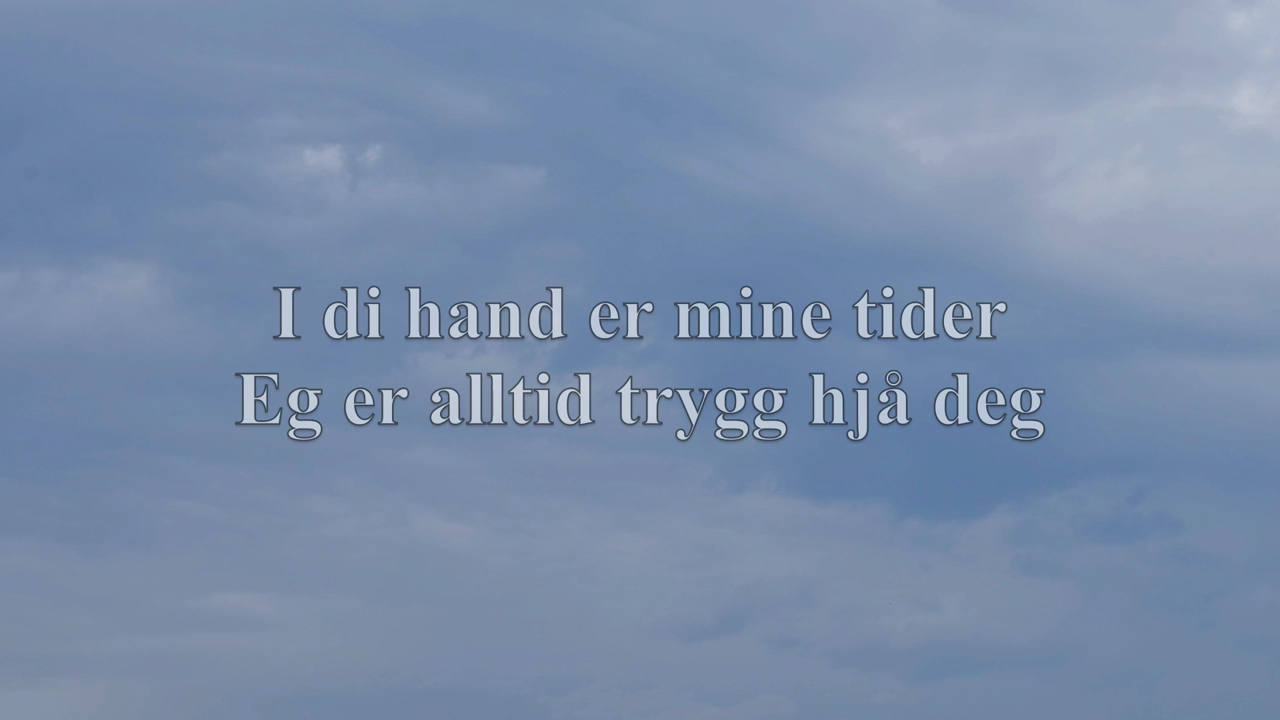 I di hand er mine tider
Eg er alltid trygg hjå deg